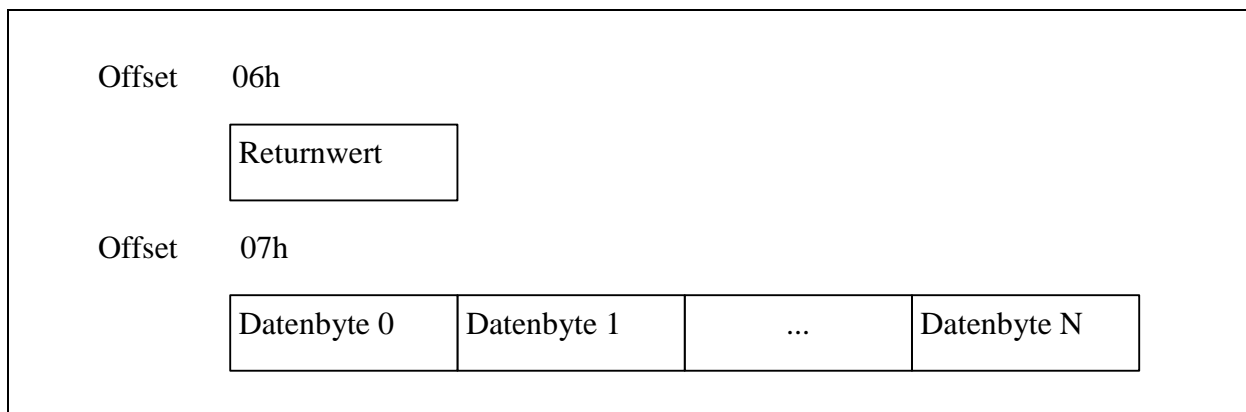 Offset 06h
Returnwert
Offset 07h
Datenbyte 0 Datenbyte 1 ... Datenbyte N